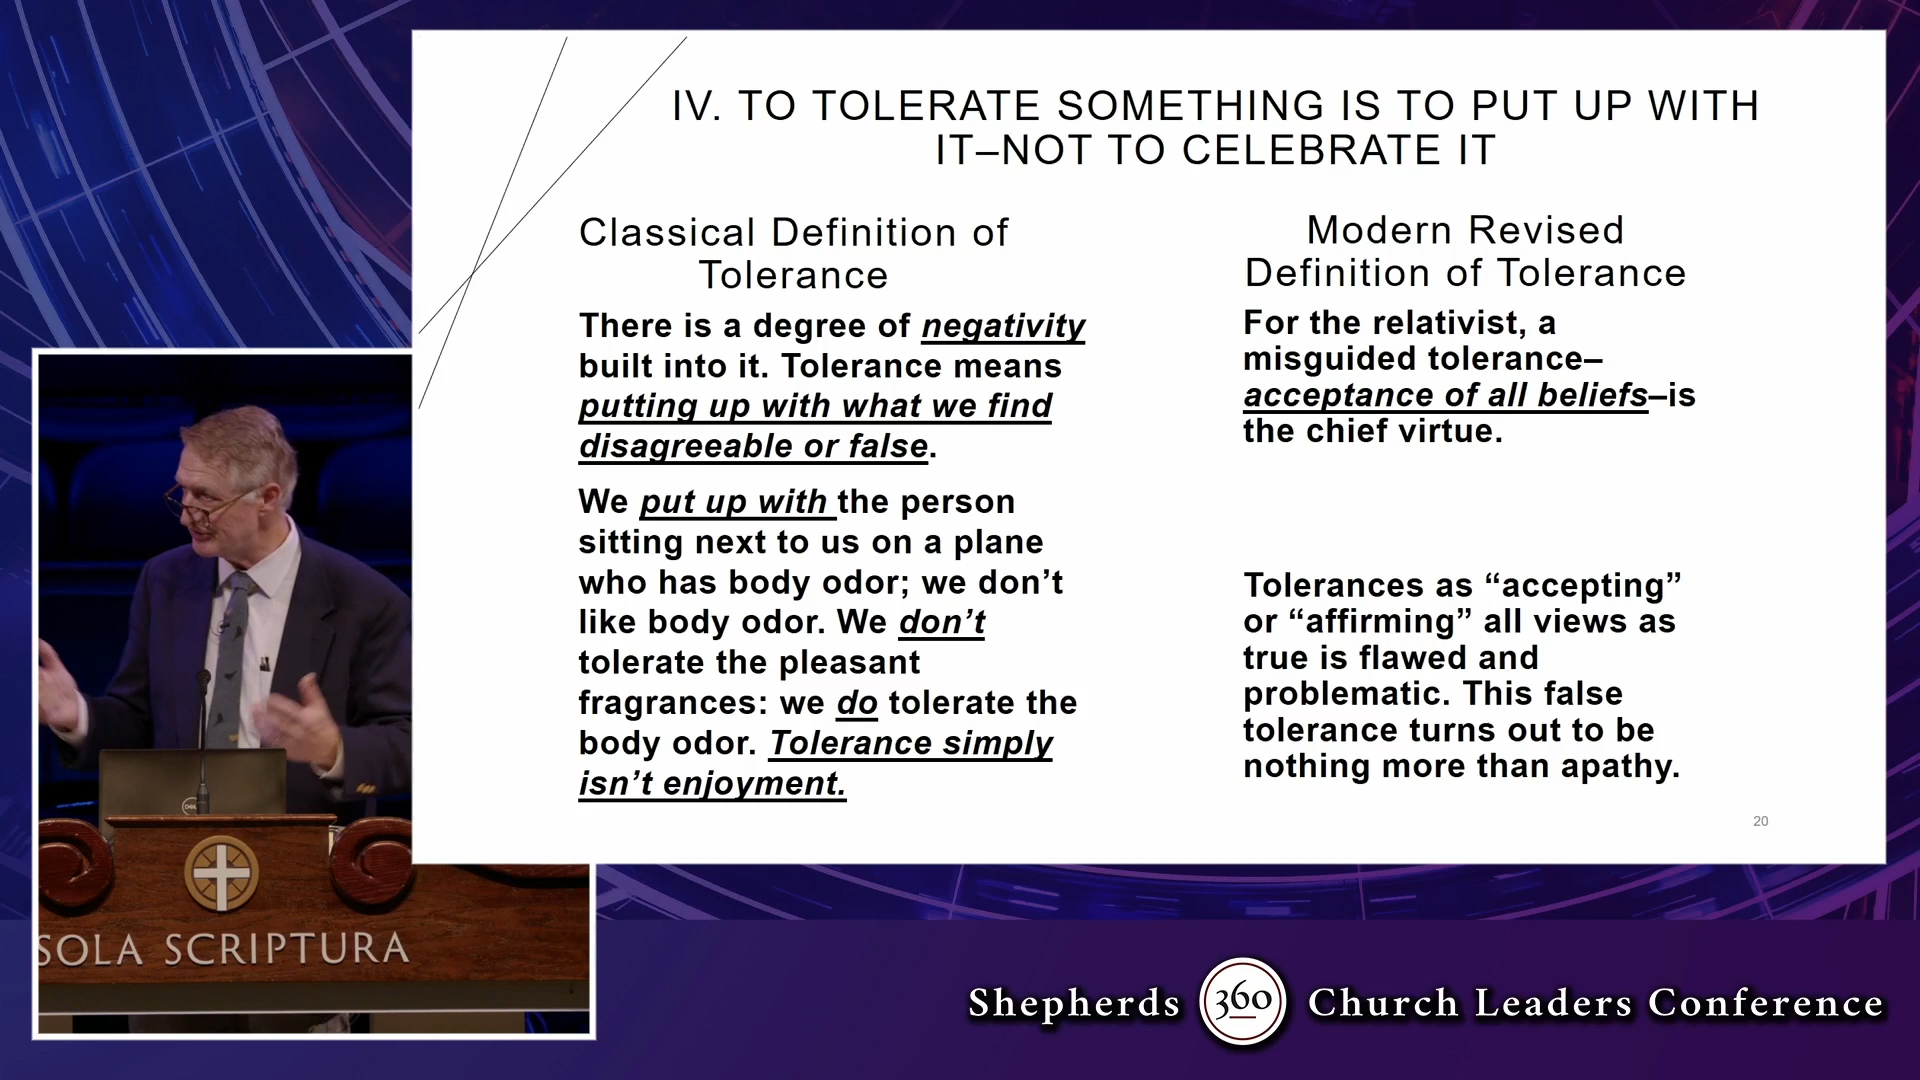 IV. TO TOLERATE SOMETHING IS TO PUT UP WITH
IT–NOT TO CELEBRATE IT
Classical Definition of
Tolerance
There is a degree of negativity
built into it. Tolerance means
putting up with what we find
disagreeable or false.
We put up with the person
sitting next to us on a plane
who has body odor; we don’t
like body odor. We don’t
tolerate the pleasant
fragrances: we do tolerate the
body odor. Tolerance simply
isn’t enjoyment.
Modern Revised
Definition of Tolerance
For the relativist, a
misguided tolerance–
acceptance of all beliefs–is
the chief virtue.
Tolerances as “accepting”
or “affirming” all views as
true is flawed and
problematic. This false
tolerance turns out to be
nothing more than apathy.
20
DELL
SOLA SCRIPTURA
Shepherds 360 Church Leaders Conference